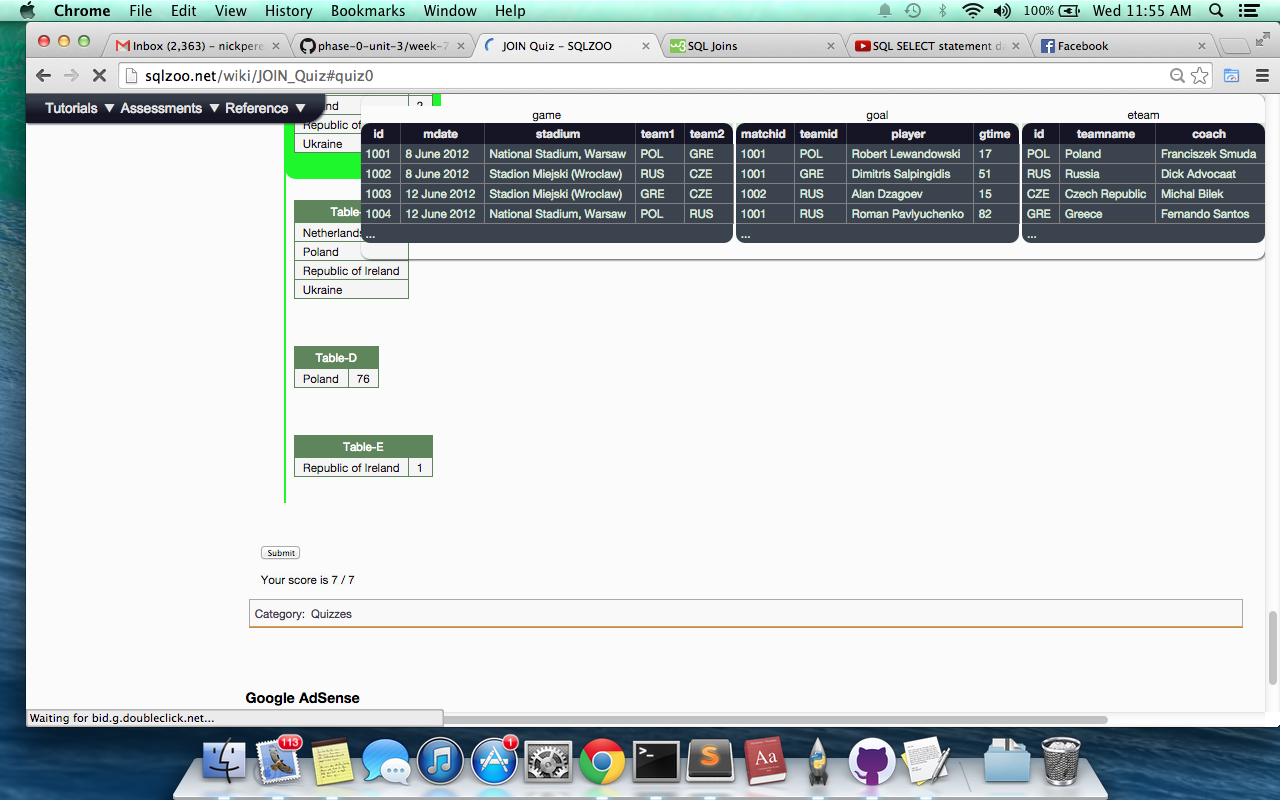 Chrome File Edit View History Bookmarks Window Help 100% Wed 11:55 AM
Inbox (2,363) – nickpere
phase-0-unit-3/week-7
JOIN Quiz – SQLZOO
SQL Joins
SQL SELECT statement da
Facebook
sqlzoo.net/wiki/JOIN_Quiz#quiz0
Tutorials ▼ Assessments ▼ Reference ▼
game
id mdate stadium team1 team2
1001 8 June 2012 National Stadium, Warsaw POL GRE
1002 8 June 2012 Stadion Miejski (Wroclaw) RUS CZE
1003 12 June 2012 Stadion Miejski (Wroclaw) GRE CZE
1004 12 June 2012 National Stadium, Warsaw POL RUS
...
goal
matchid teamid player gtime
1001 POL Robert Lewandowski 17
1001 GRE Dimitris Salpingidis 51
1002 RUS Alan Dzagoev 15
1001 RUS Roman Pavlyuchenko 82
...
eteam
id teamname coach
POL Poland Franciszek Smuda
RUS Russia Dick Advocaat
CZE Czech Republic Michal Bilek
GRE Greece Fernando Santos
...
nd 2
Republic of
Ukraine
Table-
Netherlands
Poland
Republic of Ireland
Ukraine
Table-D
Poland 76
Table-E
Republic of Ireland 1
Submit
Your score is 7 / 7
Category: Quizzes
Google AdSense
Waiting for bid.g.doubleclick.net...
113
1
Aa